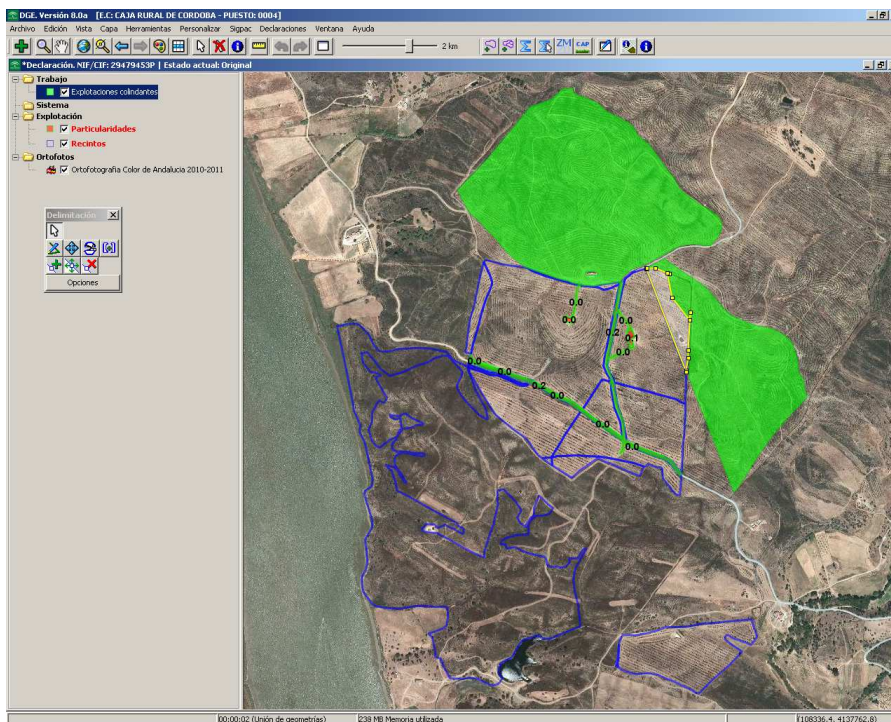 DGE. Versión 8.0a [E.C: CAJA RURAL DE CORDOBA - PUESTO: 0004]
Archivo Edición Vista Capa Herramientas Personalizar Sigpac Declaraciones Ventana Ayuda
2 km
ZM
CAP
*Declaración. NIF/CIF: 29479453P | Estado actual: Original
Trabajo
Explotaciones colindantes
Sistema
Explotación
Particularidades
Recintos
Ortofotos
Ortofotografia Color de Andalucia 2010-2011
Delimitación
Opciones
0.0
0.0
0.0
0.2
0.1
0.0
0.0
0.0
0.2
0.0
0.0
0.0
00:00:02 (Unión de geometrías)
238 MB Memoria utilizada
(108336.4, 4137762.8)